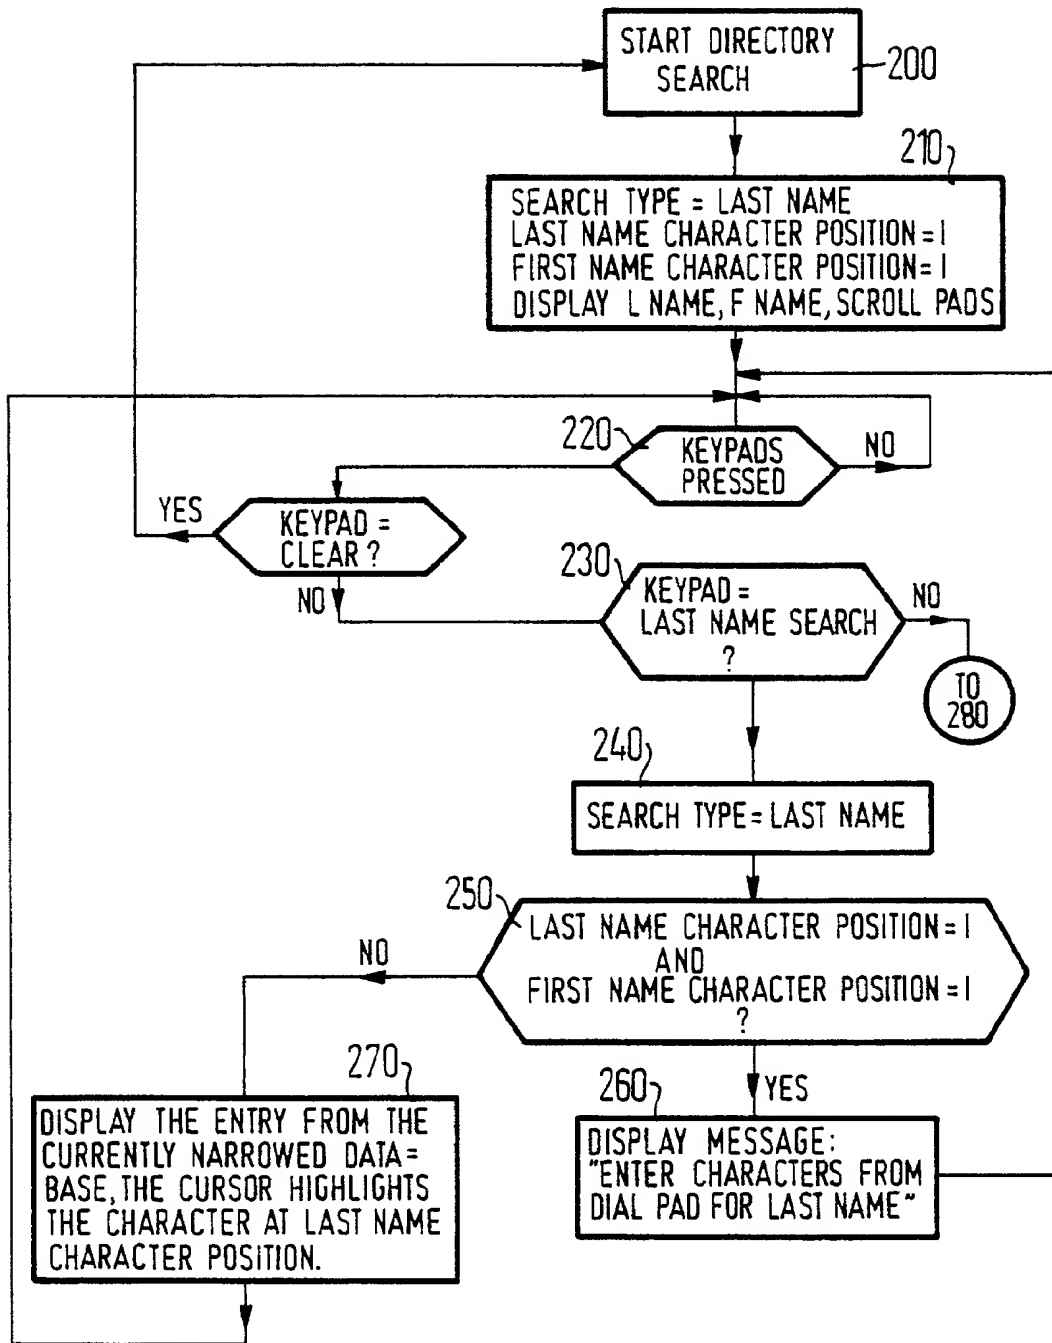 START DIRECTORY
SEARCH
200
210
SEARCH TYPE = LAST NAME
LAST NAME CHARACTER POSITION = 1
FIRST NAME CHARACTER POSITION = 1
DISPLAY L NAME, F NAME, SCROLL PADS
220
KEYPADS
PRESSED
NO
YES
KEYPAD =
CLEAR ?
NO
230
KEYPAD =
LAST NAME SEARCH
?
NO
TO
280
240
SEARCH TYPE = LAST NAME
250
LAST NAME CHARACTER POSITION = 1
AND
FIRST NAME CHARACTER POSITION = 1
?
NO
YES
270
DISPLAY THE ENTRY FROM THE
CURRENTLY NARROWED DATA=
BASE, THE CURSOR HIGHLIGHTS
THE CHARACTER AT LAST NAME
CHARACTER POSITION.
260
DISPLAY MESSAGE:
"ENTER CHARACTERS FROM
DIAL PAD FOR LAST NAME"